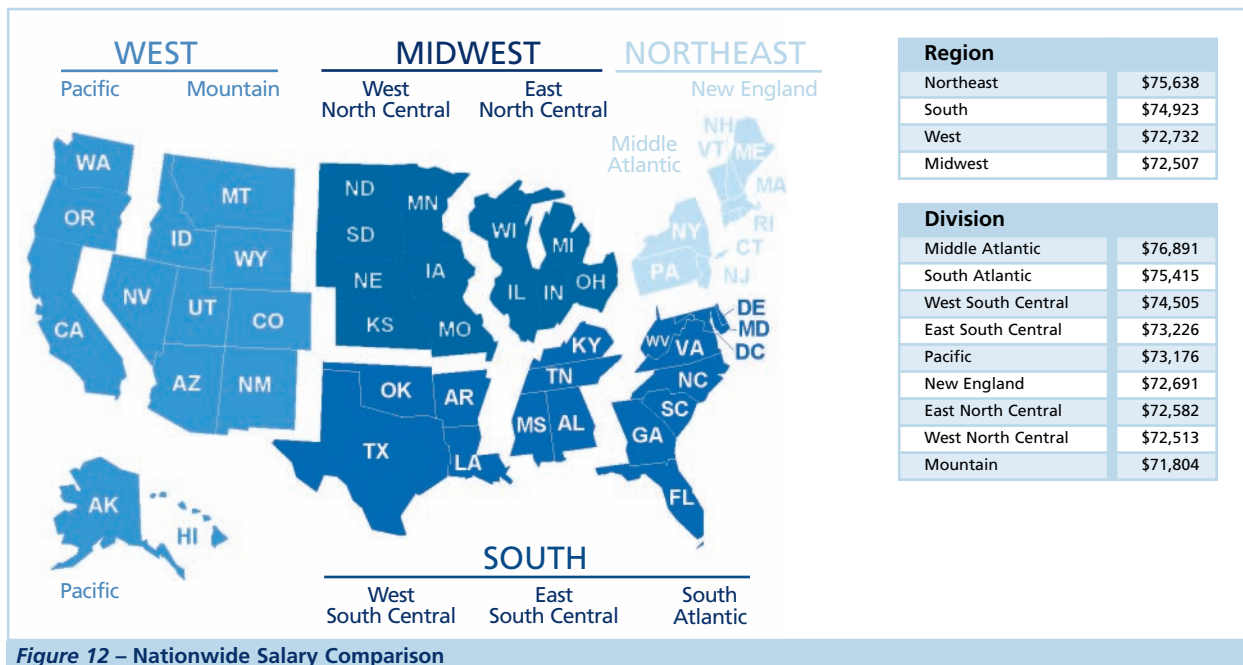 WEST
Pacific Mountain
MIDWEST
West
North Central
East
North Central
NORTHEAST
New England
Middle
Atlantic
WA
OR
CA
NV
ID
MT
WY
UT
CO
AZ
NM
AK
HI
Pacific
ND
SD
NE
KS
MN
IA
MO
WI
MI
IL
IN
OH
NH
VT
ME
MA
RI
CT
NJ
NY
PA
DE
MD
DC
WV
VA
KY
TN
NC
SC
GA
FL
MS
AL
OK
AR
TX
LA
SOUTH
West
South Central
East
South Central
South
Atlantic
Region
Northeast $75,638
South $74,923
West $72,732
Midwest $72,507
Division
Middle Atlantic $76,891
South Atlantic $75,415
West South Central $74,505
East South Central $73,226
Pacific $73,176
New England $72,691
East North Central $72,582
West North Central $72,513
Mountain $71,804
Figure 12 – Nationwide Salary Comparison